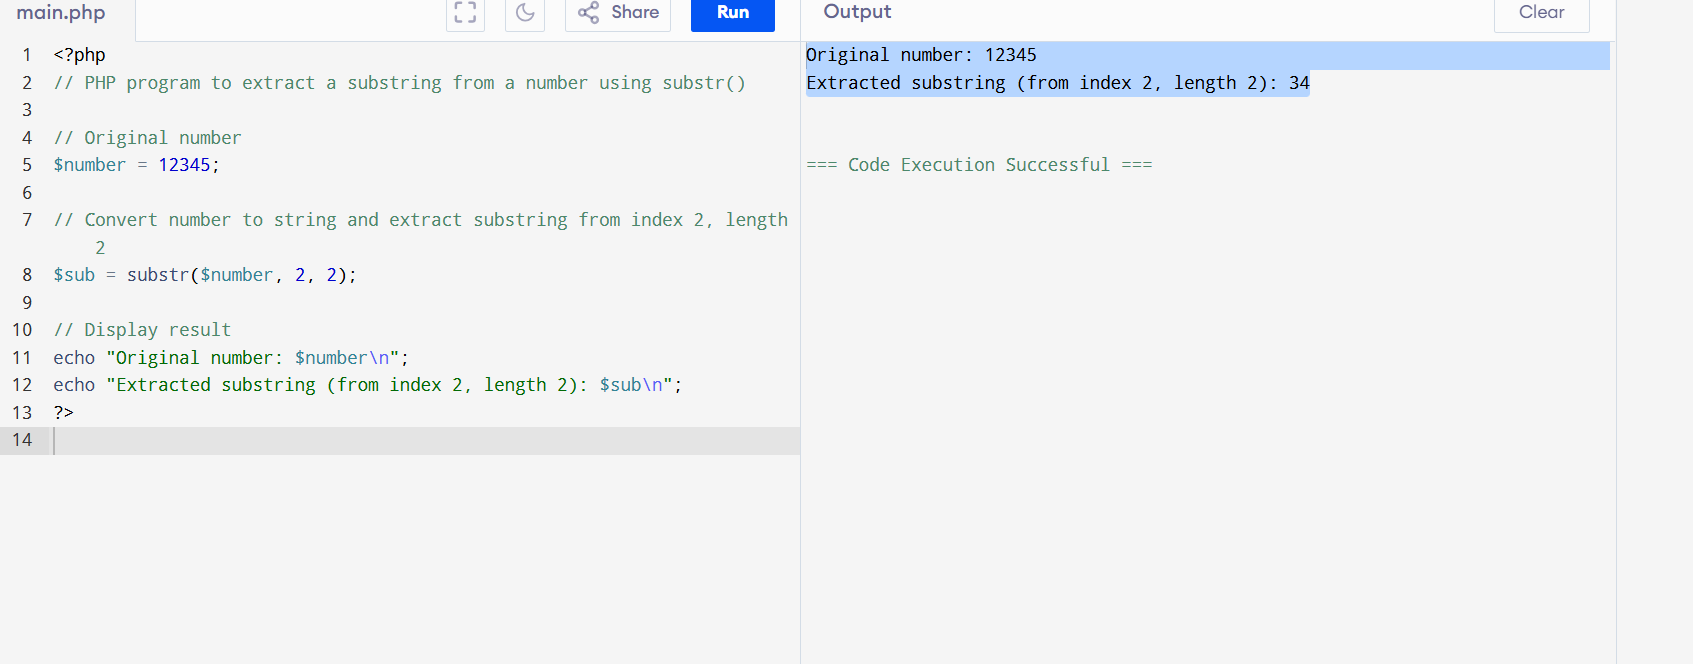 main.php
Share
Run
Output
Clear
1 <?php
2 // PHP program to extract a substring from a number using substr()
3
4 // Original number
5 $number = 12345;
6
7 // Convert number to string and extract substring from index 2, length
2
8 $sub = substr($number, 2, 2);
9
10 // Display result
11 echo "Original number: $number\n";
12 echo "Extracted substring (from index 2, length 2): $sub\n";
13 ?>
14
Original number: 12345
Extracted substring (from index 2, length 2): 34
=== Code Execution Successful ===